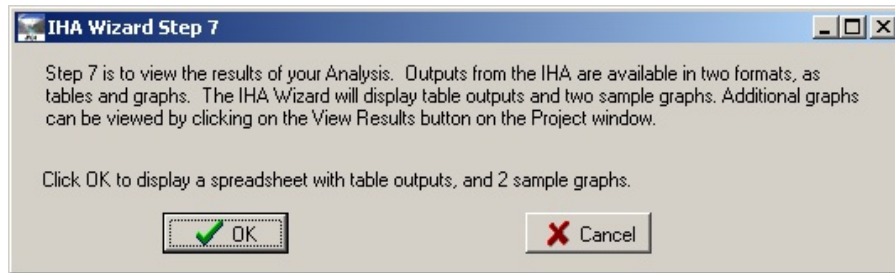 IHA Wizard Step 7
Step 7 is to view the results of your Analysis.  Outputs from the IHA are available in two formats, as
tables and graphs.  The IHA Wizard will display table outputs and two sample graphs. Additional graphs
can be viewed by clicking on the View Results button on the Project window.
Click OK to display a spreadsheet with table outputs, and 2 sample graphs.
OK
Cancel